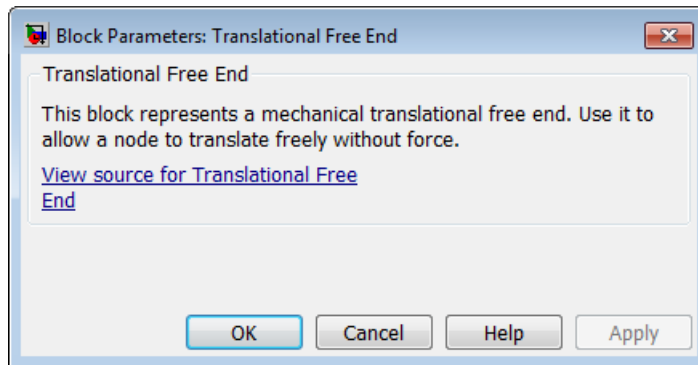 Block Parameters: Translational Free End
Translational Free End
This block represents a mechanical translational free end. Use it to
allow a node to translate freely without force.
View source for Translational Free
End
OK
Cancel
Help
Apply